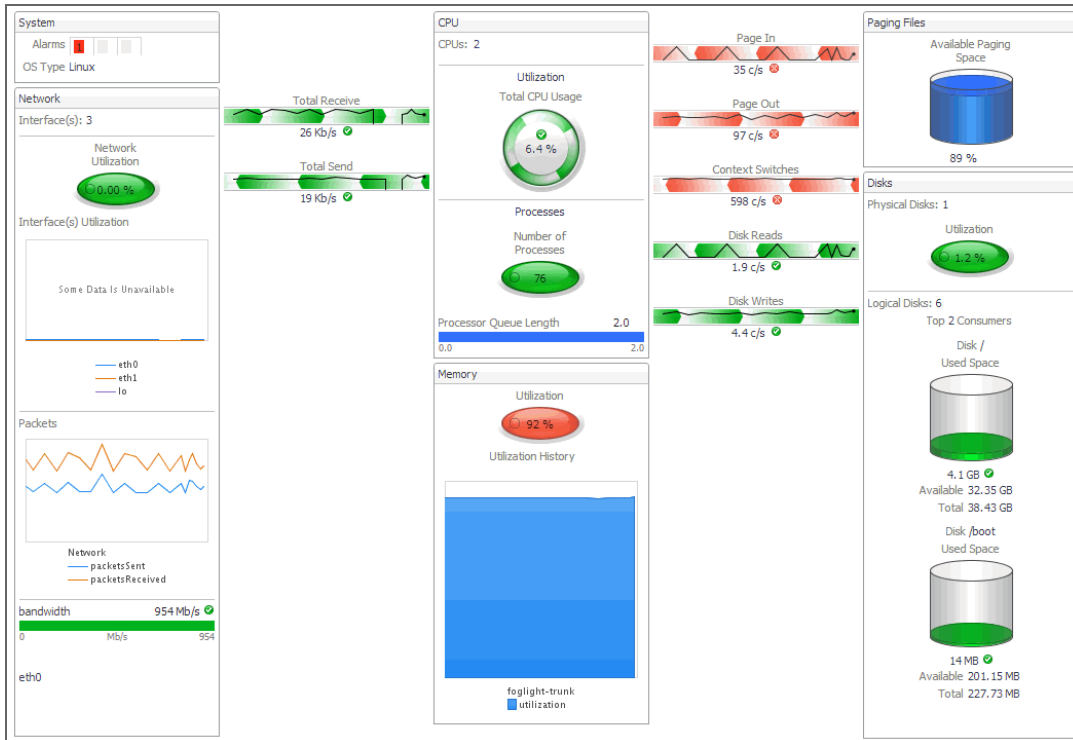 System
Alarms 1
OS Type Linux
Network
Interface(s): 3
Network
Utilization
0.00 %
Interface(s) Utilization
Some Data Is Unavailable
eth0
eth1
lo
Packets
Network
packetsSent
packetsReceived
bandwidth 954 Mb/s
0 Mb/s 954
eth0
Total Receive
26 Kb/s
Total Send
19 Kb/s
CPU
CPUs: 2
Utilization
Total CPU Usage
6.4 %
Processes
Number of
Processes
76
Processor Queue Length 2.0
0.0 2.0
Memory
Utilization
92 %
Utilization History
foglight-trunk
utilization
Page In
35 c/s
Page Out
97 c/s
Context Switches
598 c/s
Disk Reads
1.9 c/s
Disk Writes
4.4 c/s
Paging Files
Available Paging
Space
89 %
Disks
Physical Disks: 1
Utilization
1.2 %
Logical Disks: 6
Top 2 Consumers
Disk /
Used Space
4.1 GB
Available 32.35 GB
Total 38.43 GB
Disk /boot
Used Space
14 MB
Available 201.15 MB
Total 227.73 MB